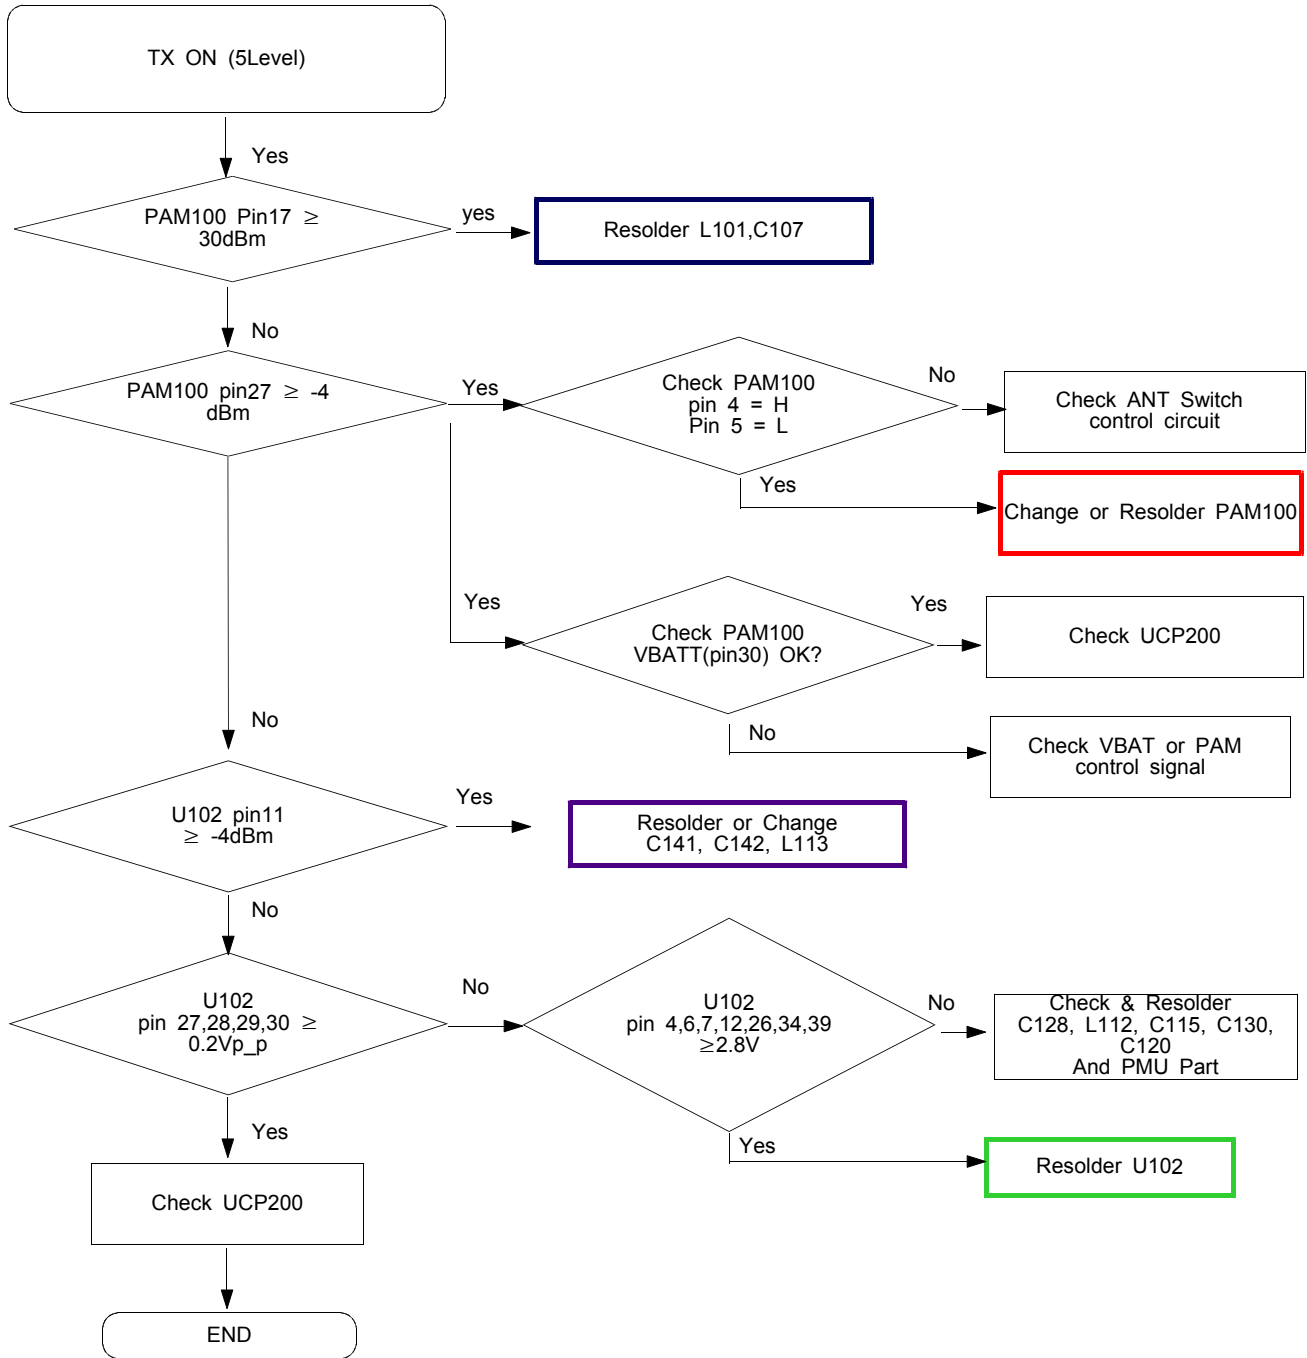 TX ON (5Level)
Yes
PAM100 Pin17 ≥
30dBm
yes
Resolder L101,C107
No
PAM100 pin27 ≥ -4
dBm
Yes
Check PAM100
pin 4 = H
Pin 5 = L
No
Check ANT Switch
control circuit
Yes
Change or Resolder PAM100
Yes
Check PAM100
VBATT(pin30) OK?
Yes
Check UCP200
No
Check VBAT or PAM
control signal
No
U102 pin11
≥ -4dBm
Yes
Resolder or Change
C141, C142, L113
No
U102
pin 27,28,29,30 ≥
0.2Vp_p
No
U102
pin 4,6,7,12,26,34,39
≥2.8V
No
Check & Resolder
C128, L112, C115, C130,
C120
And PMU Part
Yes
Resolder U102
Yes
Check UCP200
END